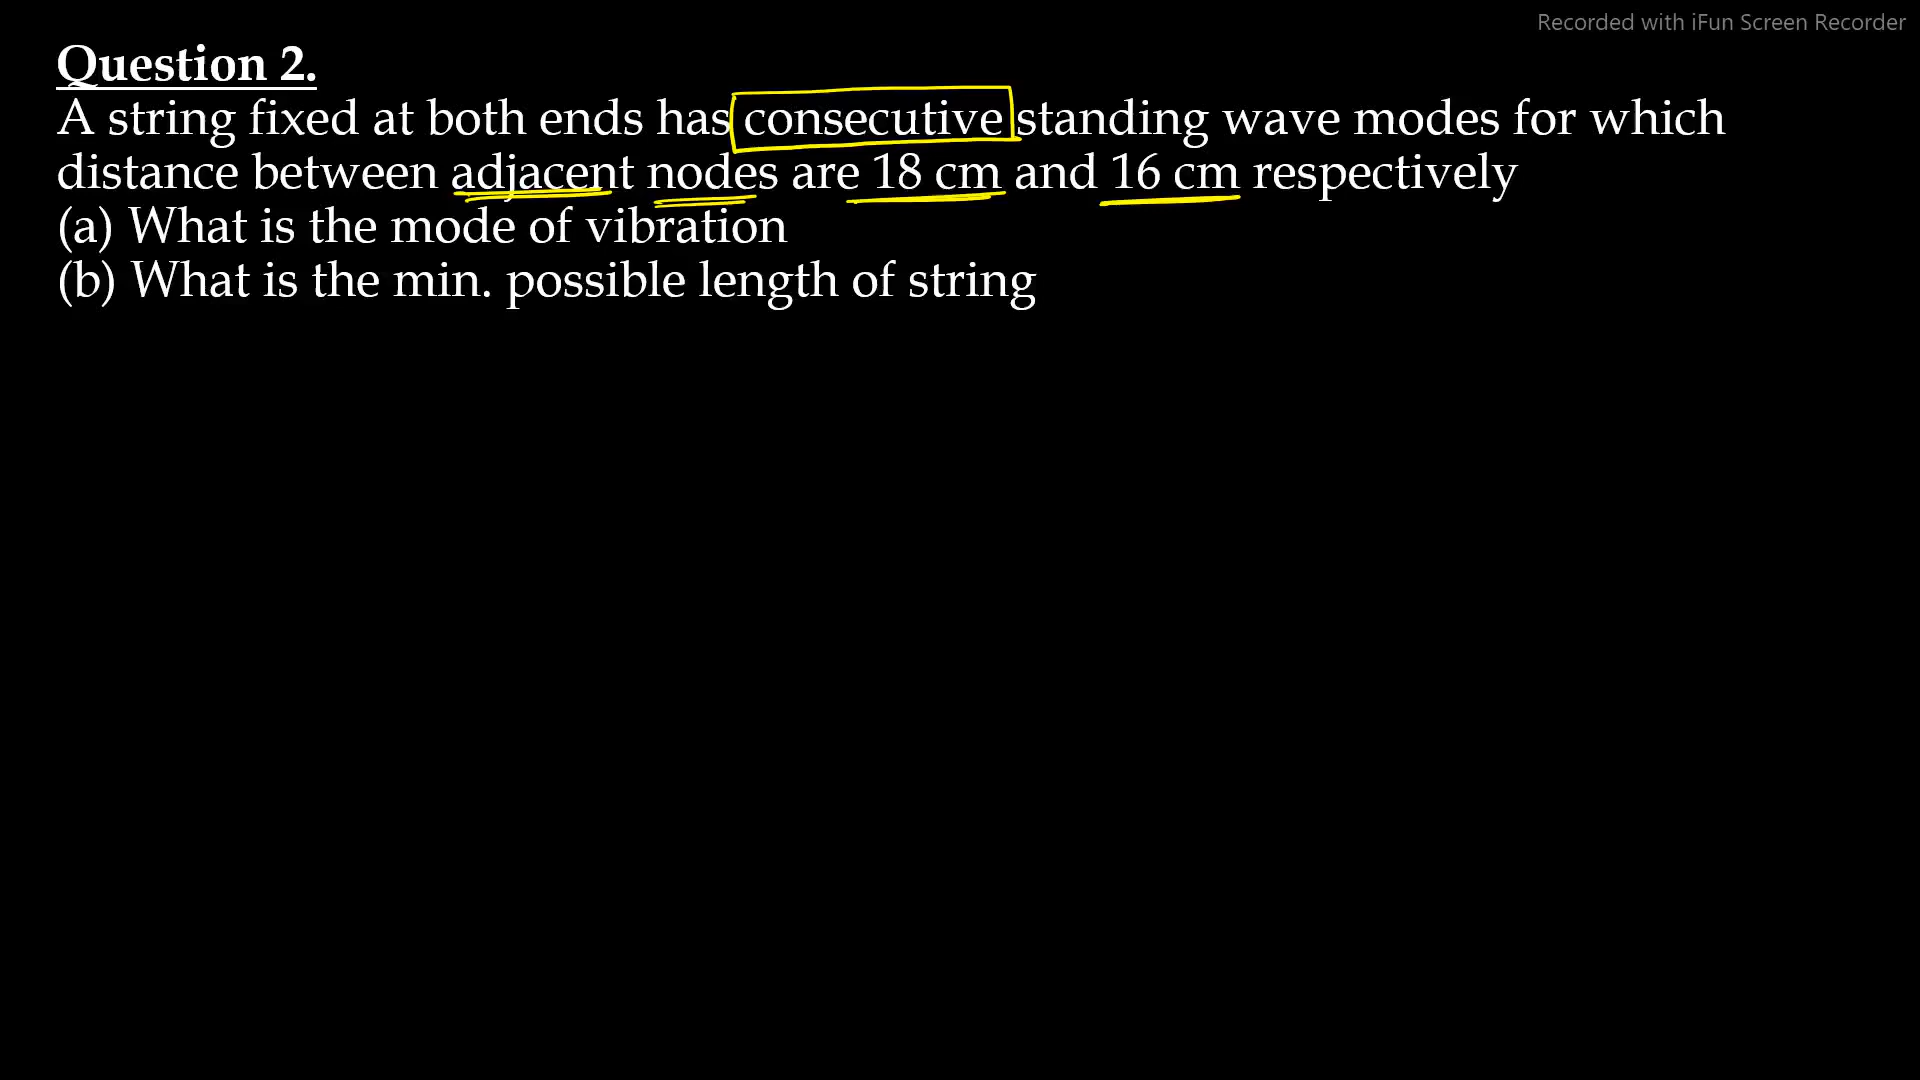 Recorded with iFun Screen Recorder
Question 2.
A string fixed at both ends has consecutive standing wave modes for which
distance between adjacent nodes are 18 cm and 16 cm respectively
(a) What is the mode of vibration
(b) What is the min. possible length of string